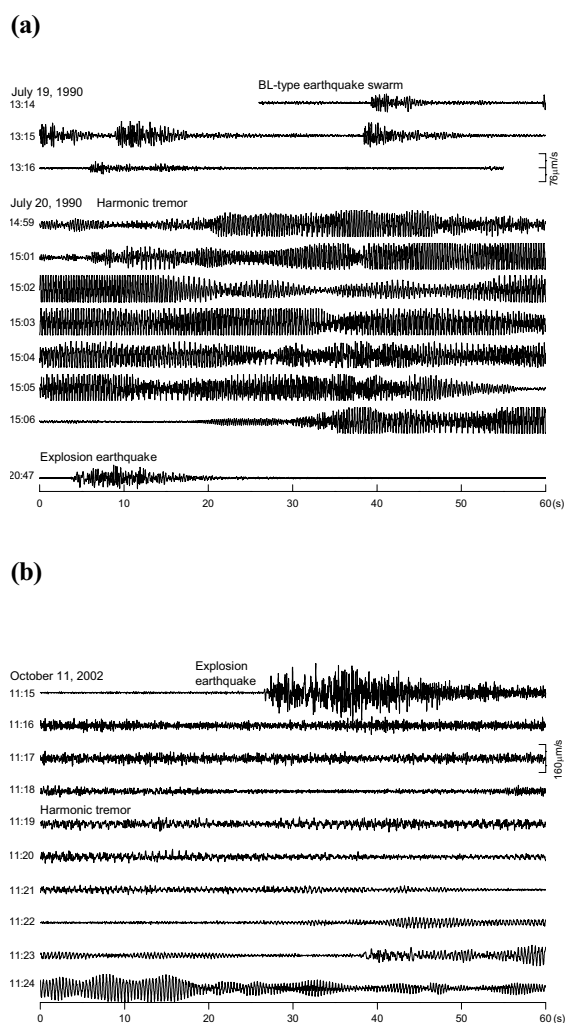 (a)
BL-type earthquake swarm
July 19, 1990
13:14
13:15
13:16
76μm/s
July 20, 1990 Harmonic tremor
14:59
15:01
15:02
15:03
15:04
15:05
15:06
Explosion earthquake
20:47
0 10 20 30 40 50 60(s)
(b)
October 11, 2002
Explosion
earthquake
11:15
11:16
11:17
160μm/s
11:18
Harmonic tremor
11:19
11:20
11:21
11:22
11:23
11:24
0 10 20 30 40 50 60(s)